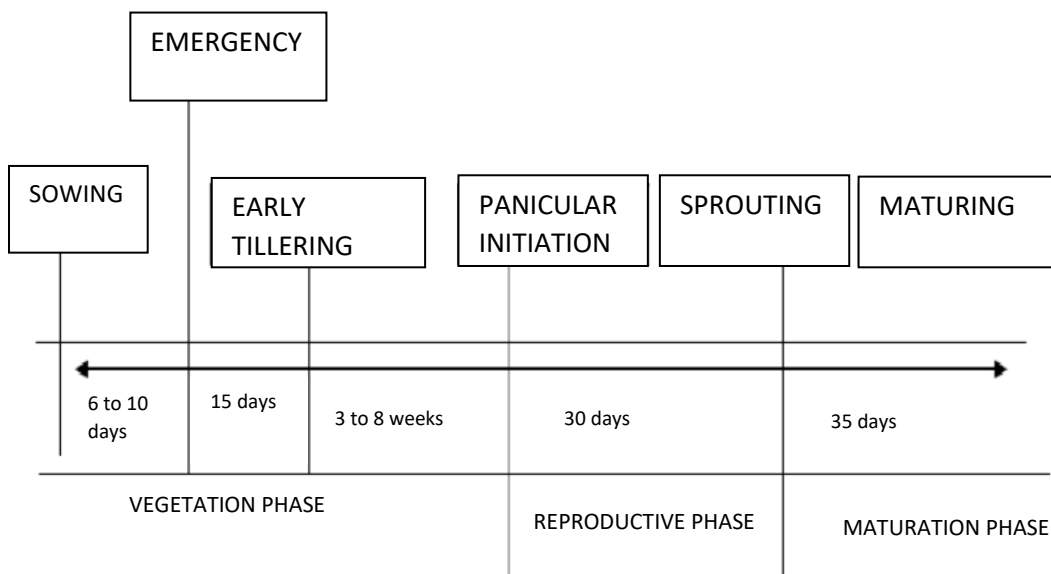 EMERGENCY
SOWING
EARLY
TILLERING
PANICULAR
INITIATION
SPROUTING
MATURING
6 to 10
days
15 days
3 to 8 weeks
30 days
35 days
VEGETATION PHASE
REPRODUCTIVE PHASE
MATURATION PHASE